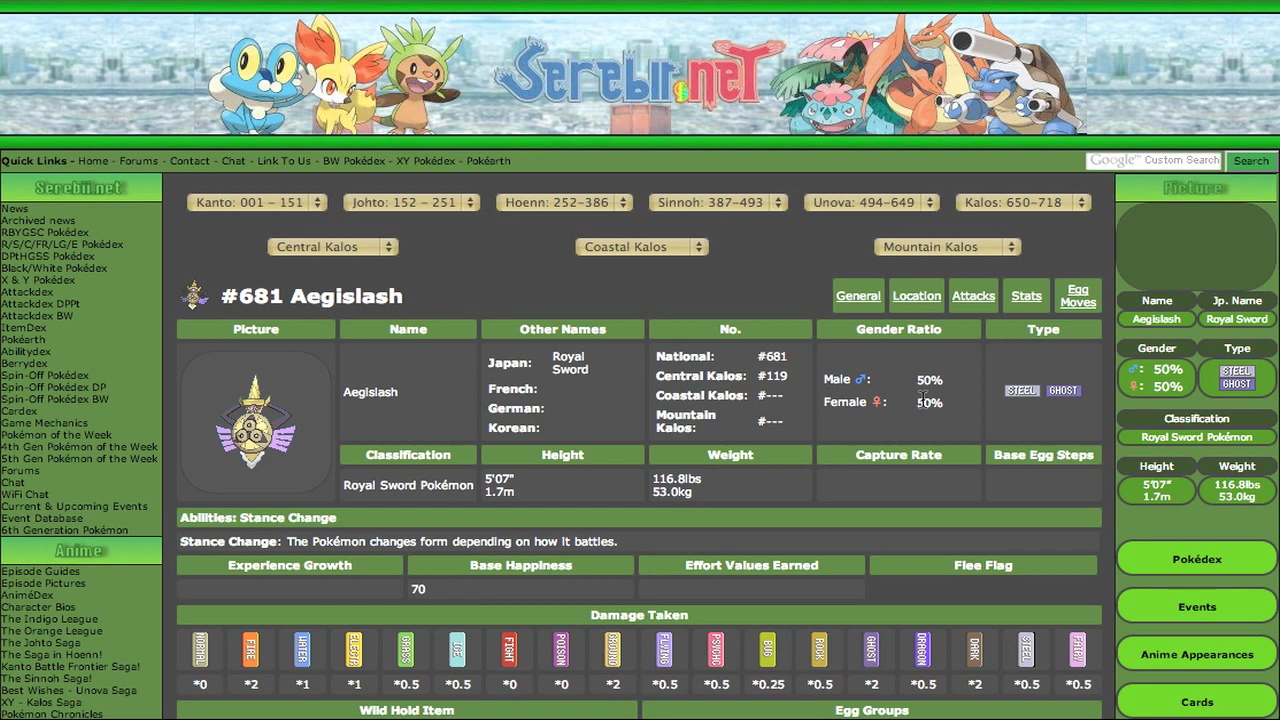 Serebii.net
Quick Links - Home - Forums - Contact - Chat - Link To Us - BW Pokédex - XY Pokédex - Pokéarth
Google™ Custom Search
Search
Serebii.net
News
Archived news
RBYGSC Pokédex
R/S/C/FR/LG/E Pokédex
DPtHGSS Pokédex
Black/White Pokédex
X & Y Pokédex
Attackdex
Attackdex DPPt
Attackdex BW
ItemDex
Pokéarth
Abilitydex
Berrydex
Spin-Off Pokédex
Spin-Off Pokédex DP
Spin-Off Pokédex BW
Cardex
Game Mechanics
Pokémon of the Week
4th Gen Pokémon of the Week
5th Gen Pokémon of the Week
Forums
Chat
WiFi Chat
Current & Upcoming Events
Event Database
6th Generation Pokémon
Anime
Episode Guides
Episode Pictures
AniméDex
Character Bios
The Indigo League
The Orange League
The Johto Saga
The Saga in Hoenn!
Kanto Battle Frontier Saga!
The Sinnoh Saga!
Best Wishes - Unova Saga
XY - Kalos Saga
Pokémon Chronicles
Kanto: 001 – 151
Johto: 152 – 251
Hoenn: 252-386
Sinnoh: 387-493
Unova: 494-649
Kalos: 650-718
Central Kalos
Coastal Kalos
Mountain Kalos
#681 Aegislash
General
Location
Attacks
Stats
Egg
Moves
Picture Name Other Names No. Gender Ratio Type
Aegislash
Japan: Royal
Sword
French:
German:
Korean:
National: #681
Central Kalos: #119
Coastal Kalos: #---
Mountain
Kalos: #---
Male ♂: 50%
Female ♀: 50%
STEEL GHOST
Classification Height Weight Capture Rate Base Egg Steps
Royal Sword Pokémon
5'07"
1.7m
116.8lbs
53.0kg
Abilities: Stance Change
Stance Change: The Pokémon changes form depending on how it battles.
Experience Growth Base Happiness Effort Values Earned Flee Flag
70
Damage Taken
NORMAL FIRE WATER ELECTR GRASS ICE FIGHT POISON GROUND FLYING PSYCHC BUG ROCK GHOST DRAGON DARK STEEL FAIRY
*0 *2 *1 *1 *0.5 *0.5 *0 *0 *2 *0.5 *0.5 *0.25 *0.5 *2 *0.5 *2 *0.5 *0.5
Wild Hold Item Egg Groups
Picture
Name Jp. Name
Aegislash Royal Sword
Gender Type
♂: 50%
♀: 50%
STEEL
GHOST
Classification
Royal Sword Pokémon
Height Weight
5'07"
1.7m
116.8lbs
53.0kg
Pokédex
Events
Anime Appearances
Cards